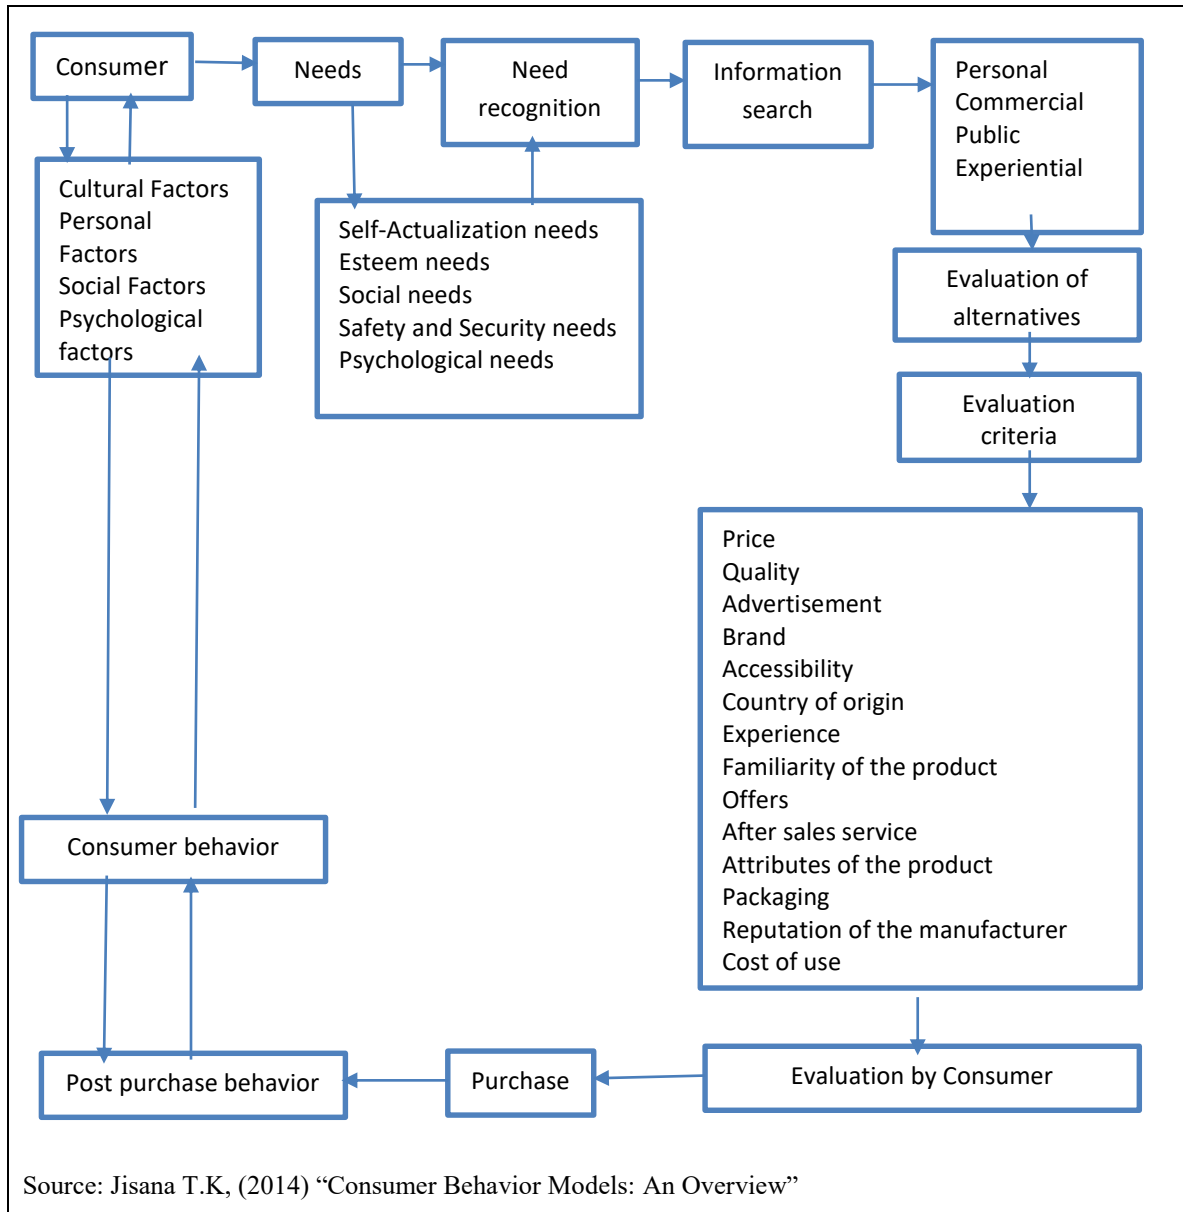 Consumer
Needs
Need
recognition
Information
search
Personal
Commercial
Public
Experiential
Cultural Factors
Personal
Factors
Social Factors
Psychological
factors
Self-Actualization needs
Esteem needs
Social needs
Safety and Security needs
Psychological needs
Evaluation of
alternatives
Evaluation
criteria
Price
Quality
Advertisement
Brand
Accessibility
Country of origin
Experience
Familiarity of the product
Offers
After sales service
Attributes of the product
Packaging
Reputation of the manufacturer
Cost of use
Consumer behavior
Post purchase behavior
Purchase
Evaluation by Consumer
Source: Jisana T.K, (2014) “Consumer Behavior Models: An Overview”